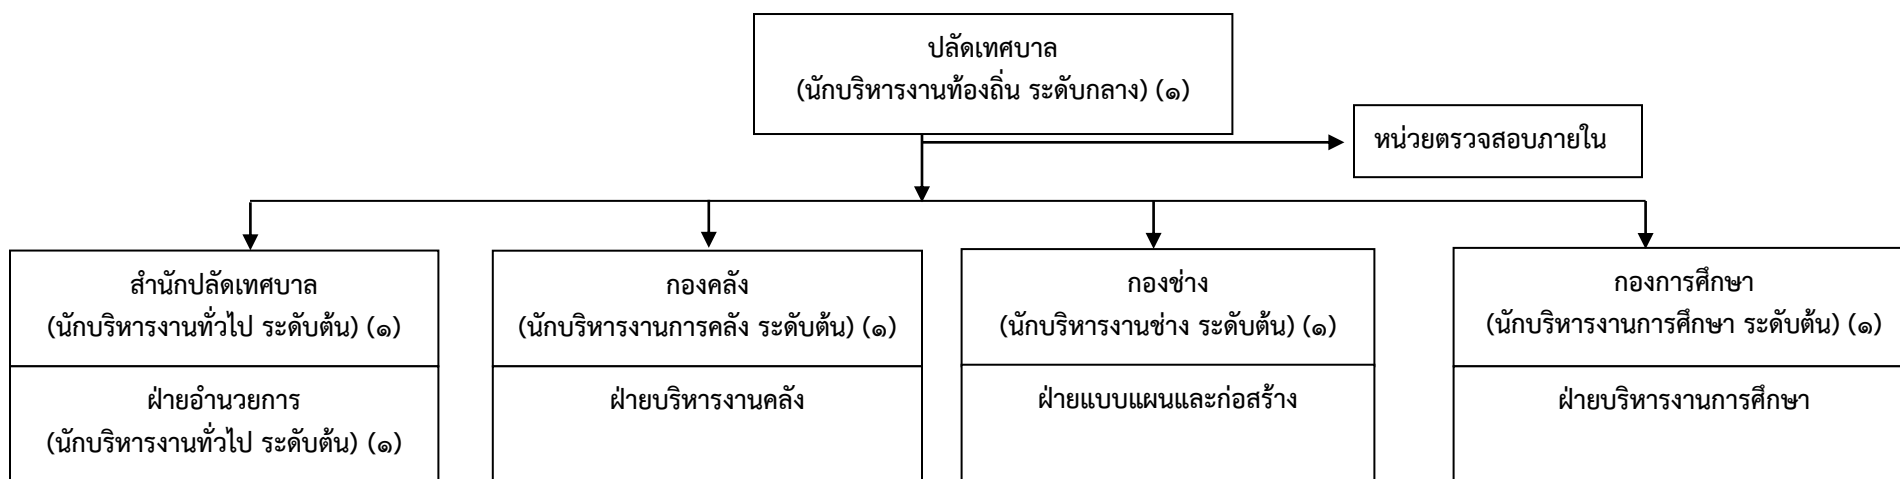 ปลัดเทศบาล
(นักบริหารงานท้องถิ่น ระดับกลาง) (๑)
หน่วยตรวจสอบภายใน
สำนักปลัดเทศบาล
(นักบริหารงานทั่วไป ระดับต้น) (๑)
ฝ่ายอำนวยการ
(นักบริหารงานทั่วไป ระดับต้น) (๑)
กองคลัง
(นักบริหารงานการคลัง ระดับต้น) (๑)
ฝ่ายบริหารงานคลัง
กองช่าง
(นักบริหารงานช่าง ระดับต้น) (๑)
ฝ่ายแบบแผนและก่อสร้าง
กองการศึกษา
(นักบริหารงานการศึกษา ระดับต้น) (๑)
ฝ่ายบริหารงานการศึกษา